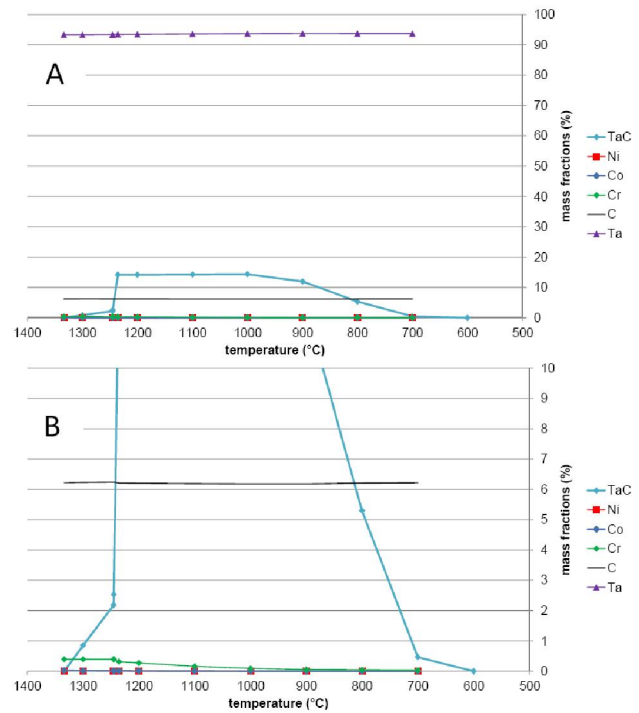 100
90
A
80
70
60
50
40
30
20
10
0
mass fractions (%)
TaC
Ni
Co
Cr
C
Ta
1400 1300 1200 1100 1000 900 800 700 600 500
temperature (°C)
10
9
B
8
7
6
5
4
3
2
1
0
mass fractions (%)
TaC
Ni
Co
Cr
C
Ta
1400 1300 1200 1100 1000 900 800 700 600 500
temperature (°C)